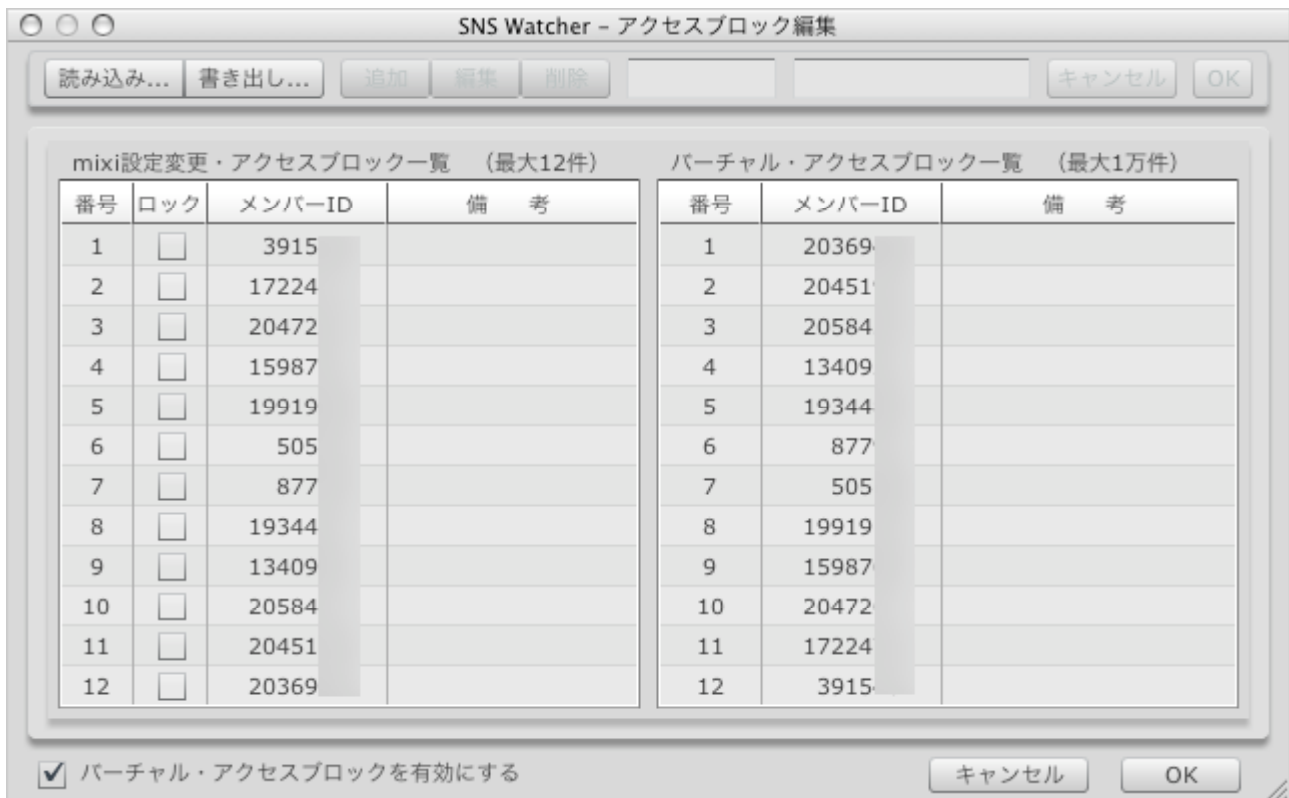 SNS Watcher – アクセスブロック編集
読み込み... 書き出し... 追加 編集 削除 キャンセル OK
mixi設定変更・アクセスブロック一覧 （最大12件） バーチャル・アクセスブロック一覧 （最大1万件）
番号 ロック メンバーID 備 考 番号 メンバーID 備 考
1 3915 1 20369
2 17224 2 20451
3 20472 3 20584
4 15987 4 13409
5 19919 5 19344
6 505 6 877
7 877 7 505
8 19344 8 19919
9 13409 9 15987
10 20584 10 20472
11 20451 11 17224
12 20369 12 3915
バーチャル・アクセスブロックを有効にする キャンセル OK